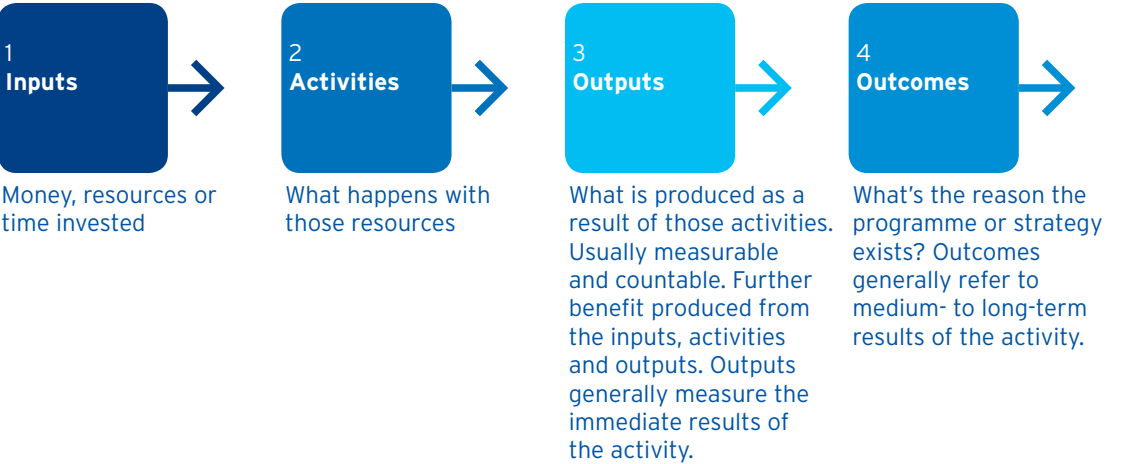 1
Inputs
Money, resources or
time invested
2
Activities
What happens with
those resources
3
Outputs
What is produced as a
result of those activities.
Usually measurable
and countable. Further
benefit produced from
the inputs, activities
and outputs. Outputs
generally measure the
immediate results of
the activity.
4
Outcomes
What’s the reason the
programme or strategy
exists? Outcomes
generally refer to
medium- to long-term
results of the activity.